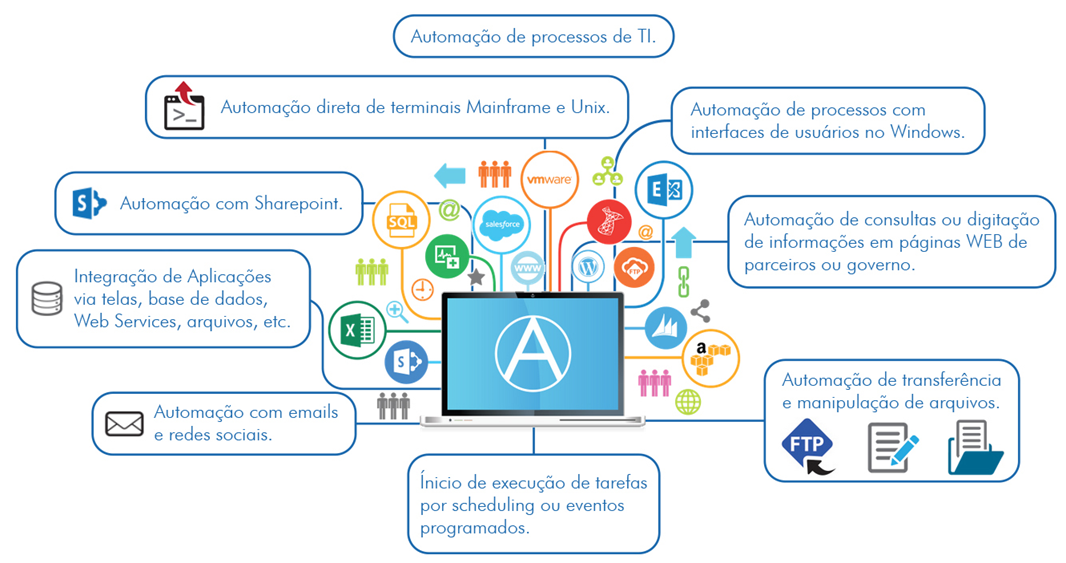 Automação de processos de TI.
Automação direta de terminais Mainframe e Unix.
>_
Automação de processos com
interfaces de usuários no Windows.
vmware
E
S
Automação com Sharepoint.
SQL
salesforce
@
@
Automação de consultas ou digitação
de informações em páginas WEB de
parceiros ou governo.
www
W
FTP
Integração de Aplicações
via telas, base de dados,
Web Services, arquivos, etc.
X
S
A
a
Automação de transferência
e manipulação de arquivos.
FTP
Automação com emails
e redes sociais.
Ínicio de execução de tarefas
por scheduling ou eventos
programados.